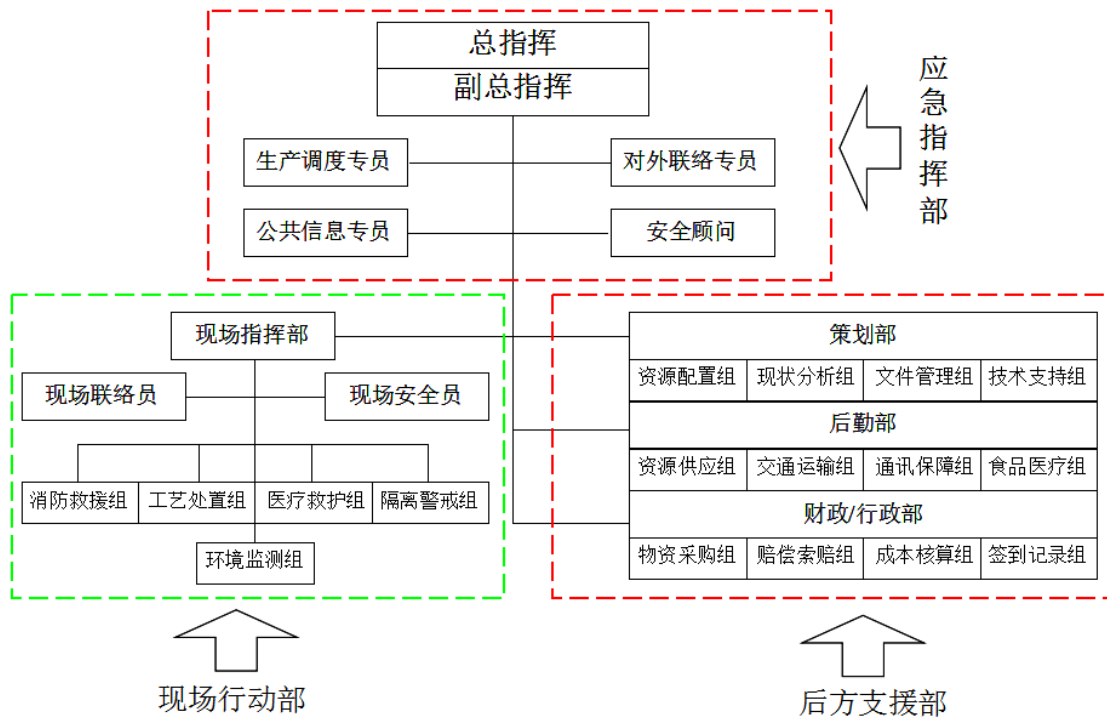 总指挥
副总指挥
应急指挥部
生产调度专员
对外联络专员
公共信息专员
安全顾问
现场指挥部
现场联络员
现场安全员
消防救援组
工艺处置组
医疗救护组
隔离警戒组
环境监测组
现场行动部
策划部
资源配置组
现状分析组
文件管理组
技术支持组
后勤部
资源供应组
交通运输组
通讯保障组
食品医疗组
财政/行政部
物资采购组
赔偿索赔组
成本核算组
签到记录组
后方支援部